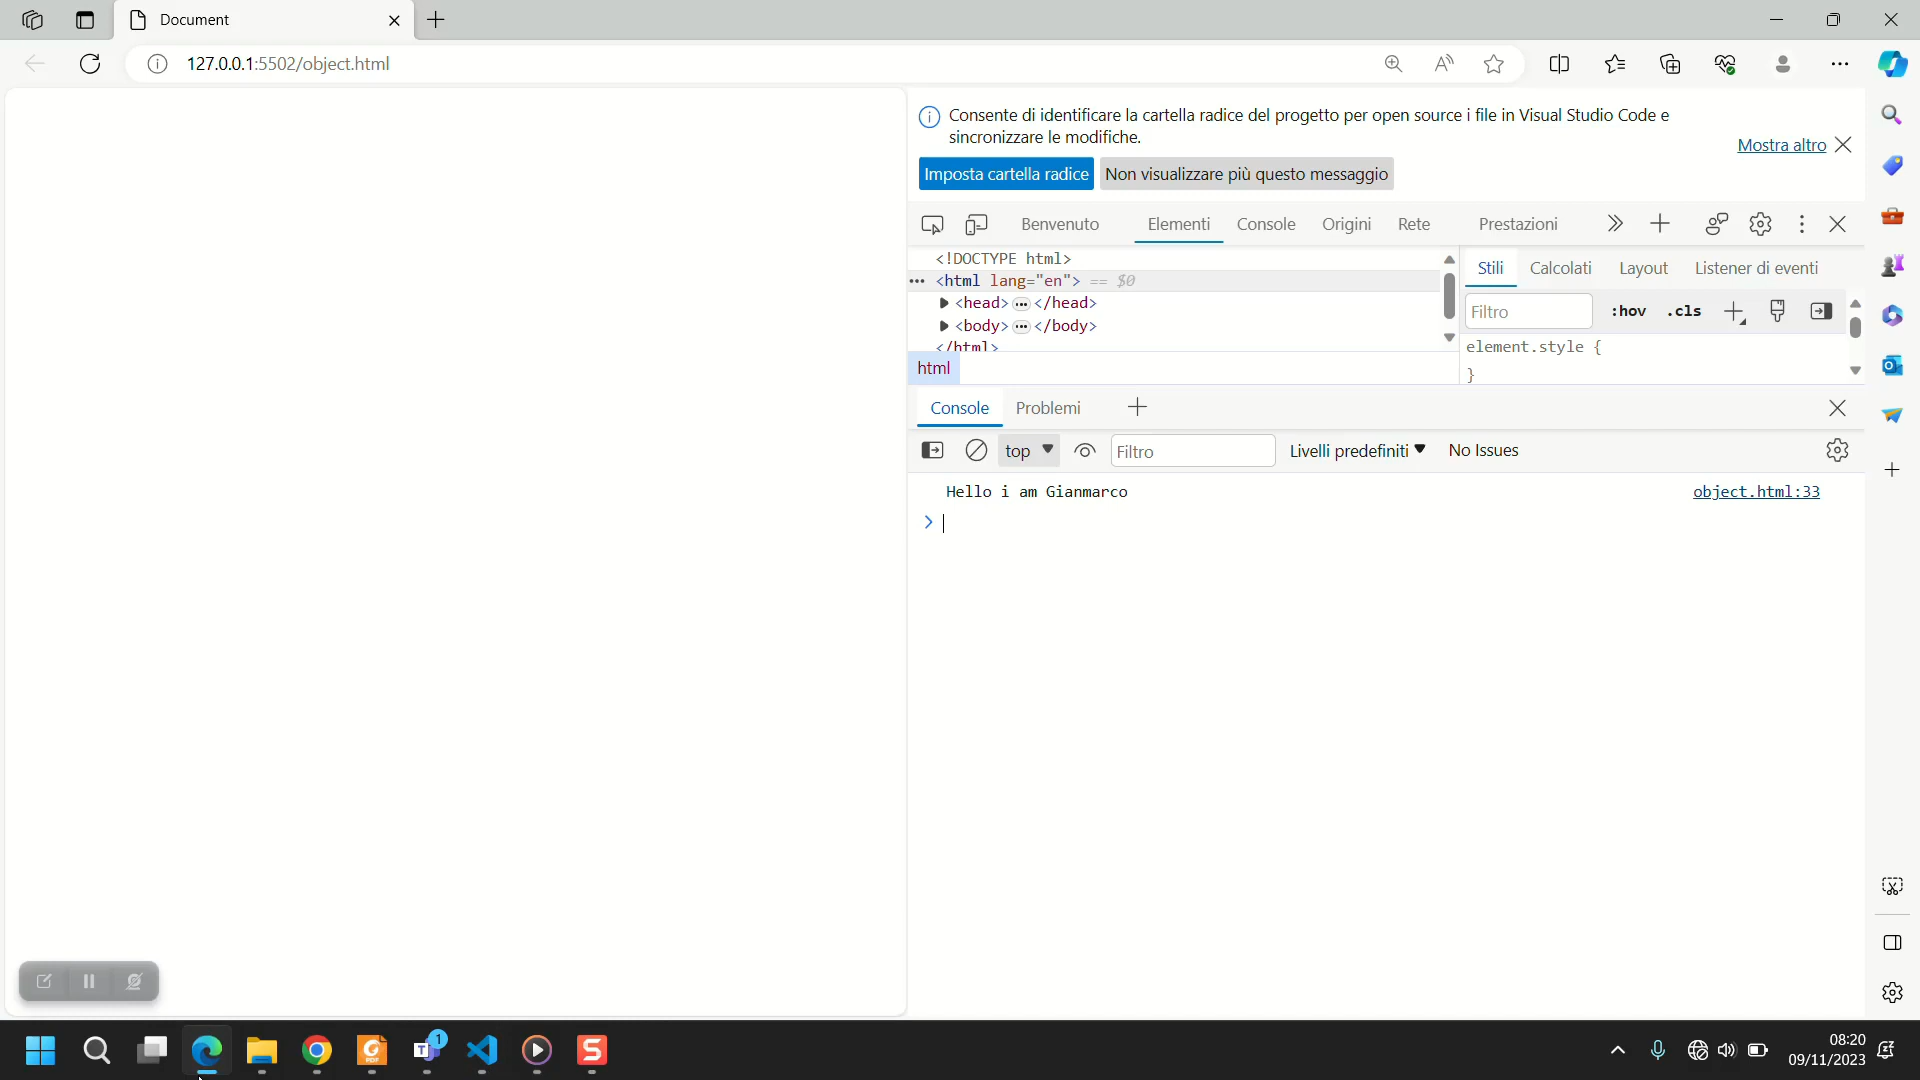 Document
127.0.0.1:5502/object.html
Consente di identificare la cartella radice del progetto per open source i file in Visual Studio Code e
sincronizzare le modifiche.
Mostra altro
Imposta cartella radice Non visualizzare più questo messaggio
Benvenuto Elementi Console Origini Rete Prestazioni
<!DOCTYPE html>
<html lang="en"> == $0
<head> </head>
<body> </body>
</html>
html
Stili Calcolati Layout Listener di eventi
Filtro :hov .cls
element.style {
}
Console Problemi
top Filtro Livelli predefiniti No Issues
Hello i am Gianmarco object.html:33
PDF
T 1
S
08:20
09/11/2023